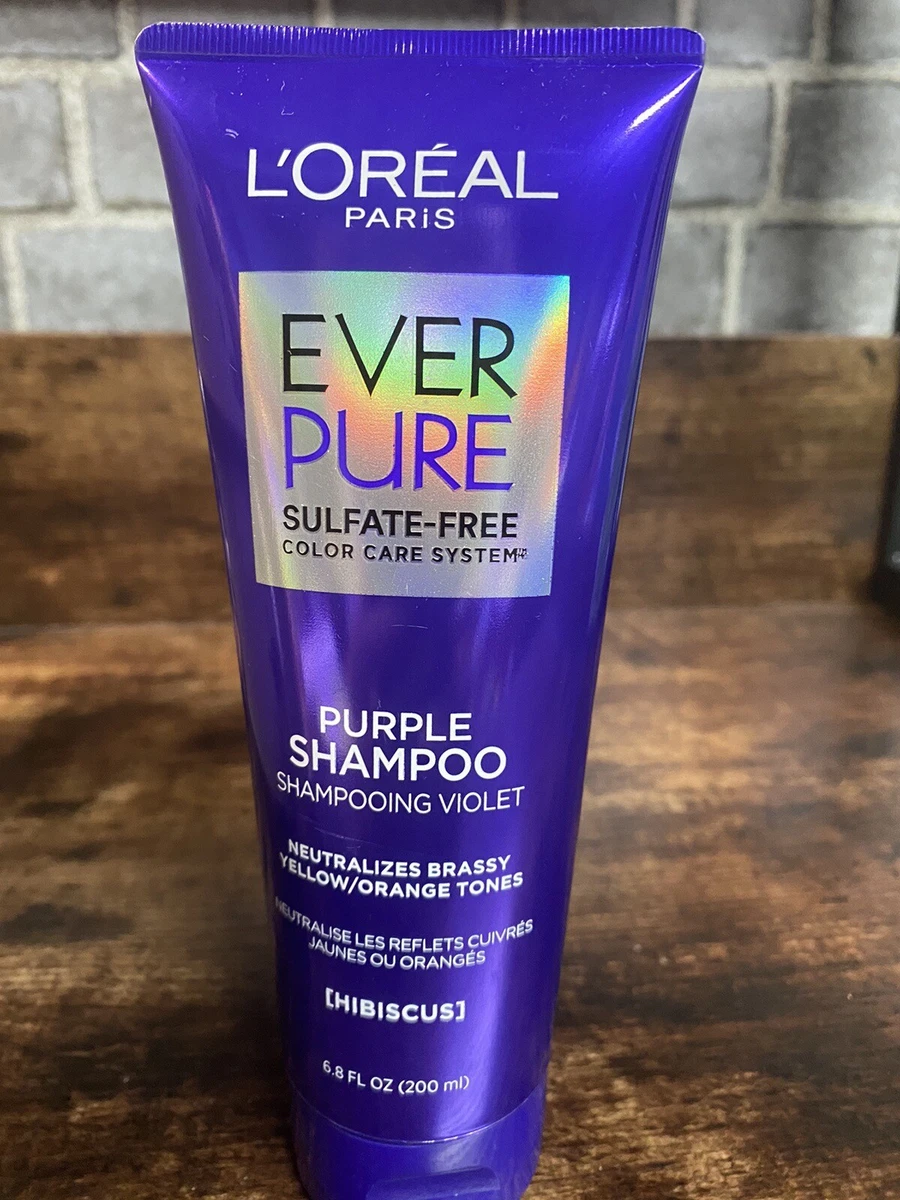 L'ORÉAL
PARiS
EVER
PURE
SULFATE-FREE
COLOR CARE SYSTEM™
PURPLE
SHAMPOO
SHAMPOOING VIOLET
NEUTRALIZES BRASSY
YELLOW/ORANGE TONES
NEUTRALISE LES REFLETS CUIVRÉS
JAUNES OU ORANGÉS
[HIBISCUS]
6.8 FL OZ (200 ml)